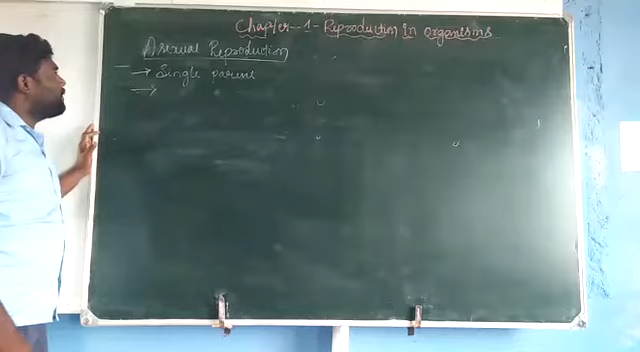 Chapter-1-Reproduction in organisms
Asexual Reproduction
→ Single parent
→